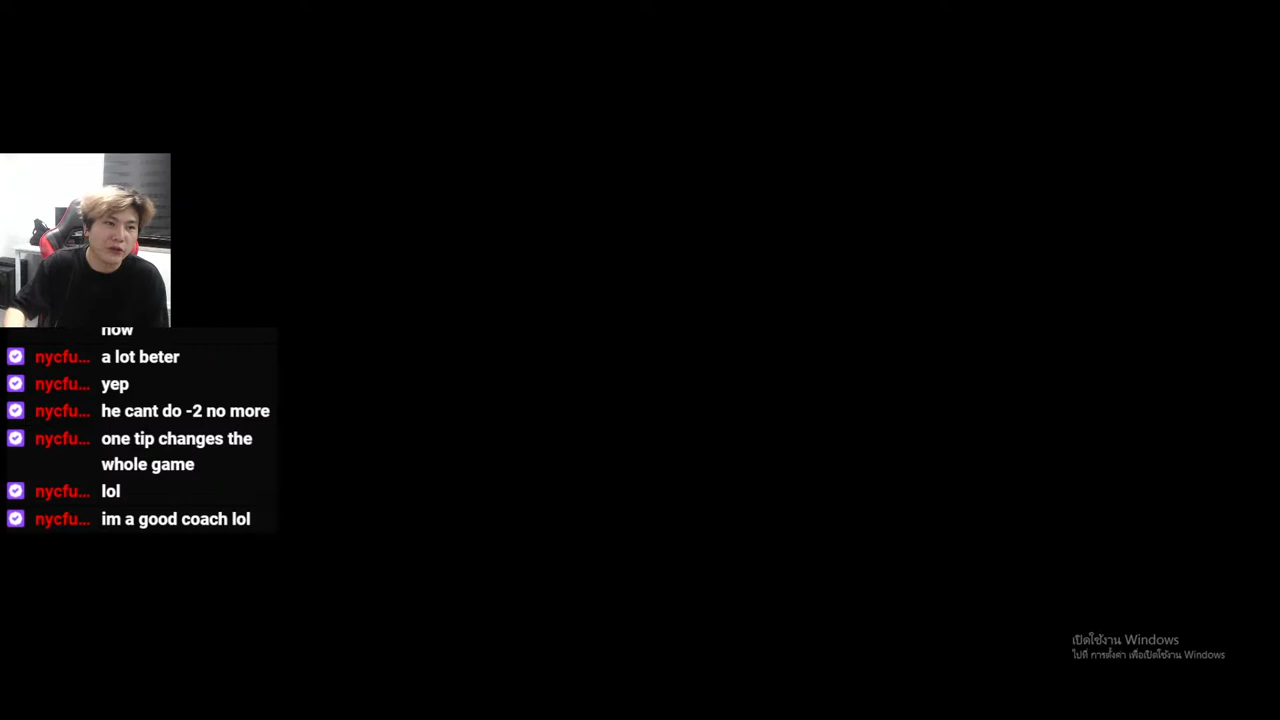 now
nycfu... a lot beter
nycfu... yep
nycfu... he cant do -2 no more
nycfu... one tip changes the
whole game
nycfu... lol
nycfu... im a good coach lol
เปิดใช้งาน Windows
ไปที่ การตั้งค่า เพื่อเปิดใช้งาน Windows